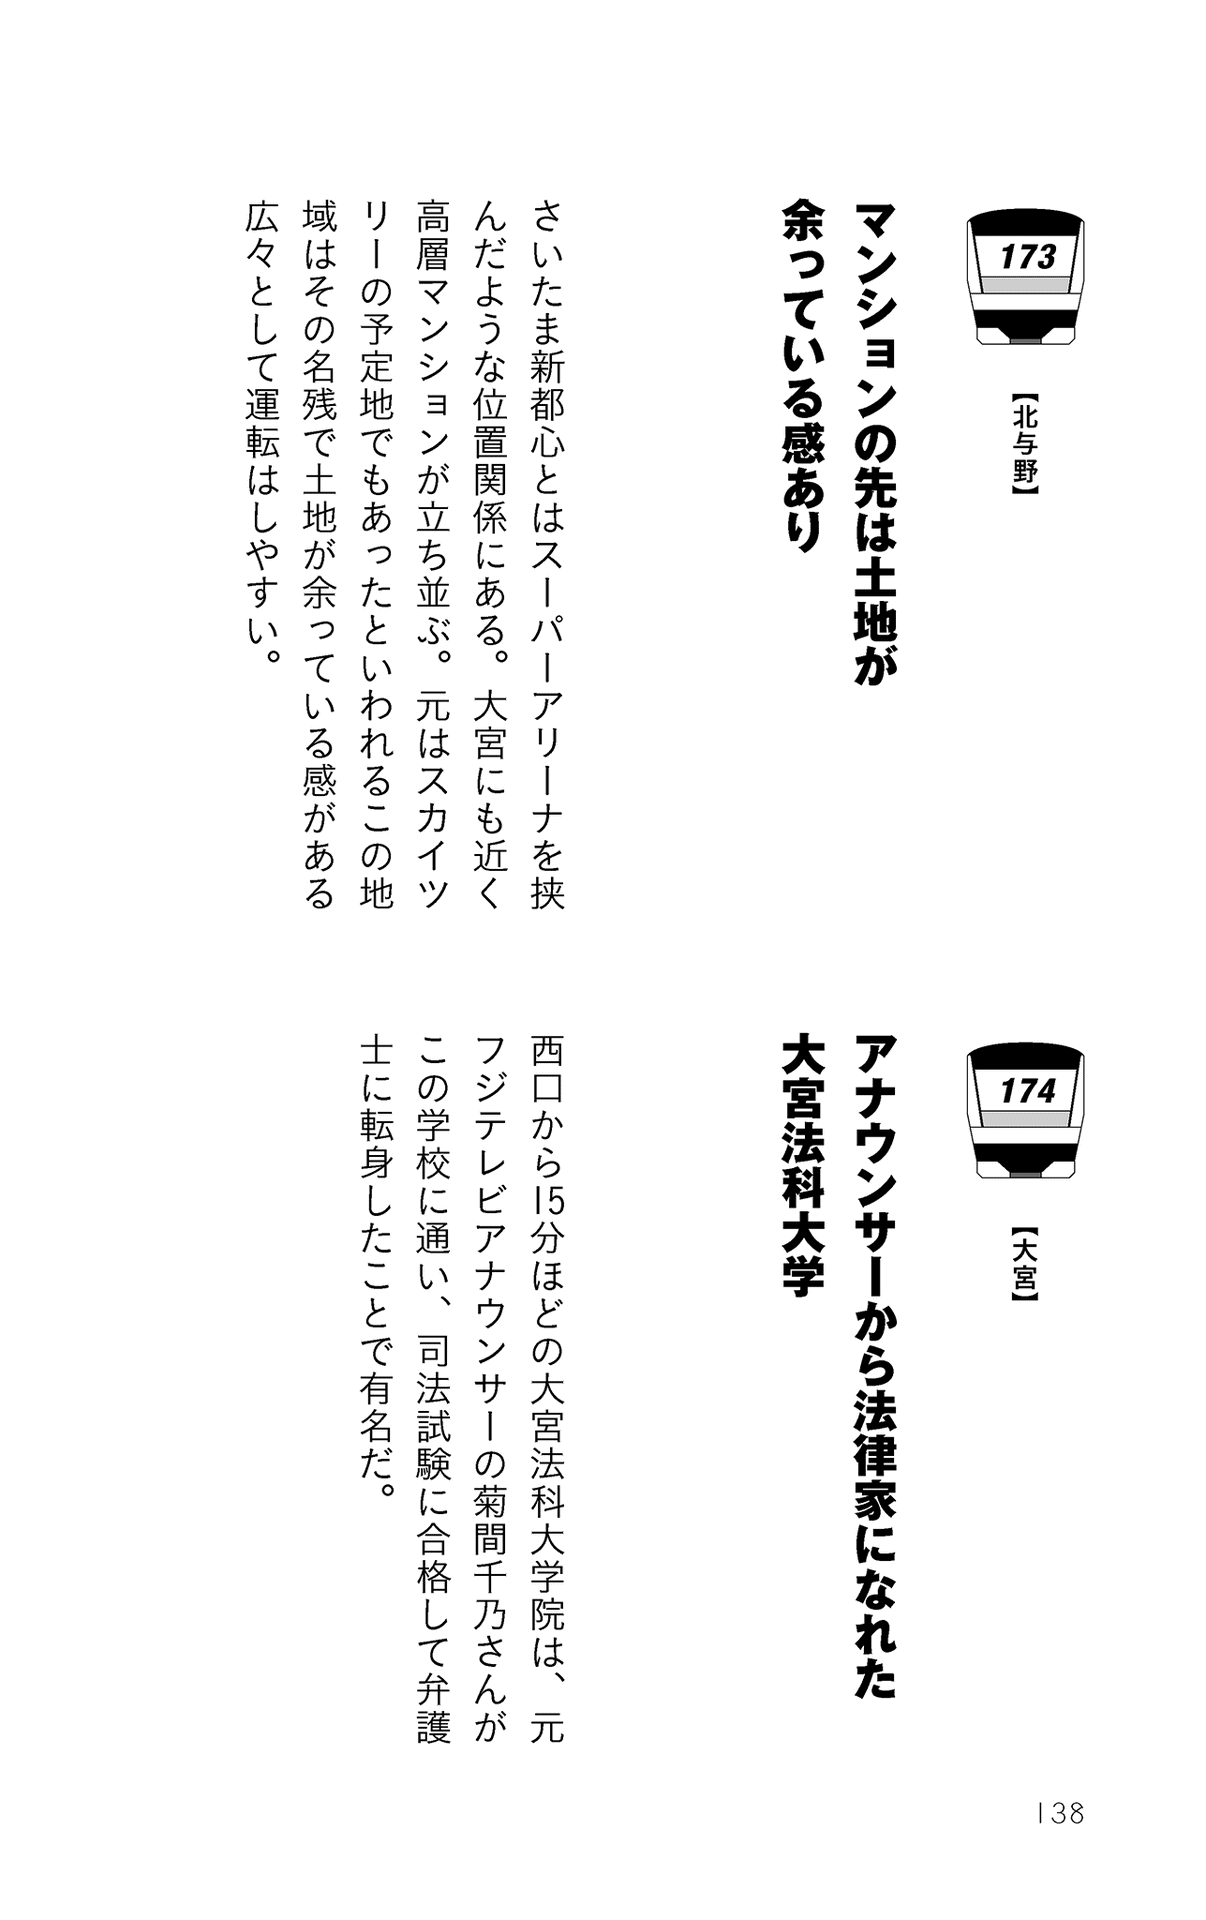 173
【北与野】
マンションの先は土地が
余っている感あり
さいたま新都心とはスーパーアリーナを挟
んだような位置関係にある。大宮にも近く
高層マンションが立ち並ぶ。元はスカイツ
リーの予定地でもあったといわれるこの地
域はその名残で土地が余っている感がある
広々として運転はしやすい。
174
【大宮】
アナウンサーから法律家になれた
大宮法科大学
西口から15分ほどの大宮法科大学院は、元
フジテレビアナウンサーの菊間千乃さんが
この学校に通い、司法試験に合格して弁護
士に転身したことで有名だ。
138